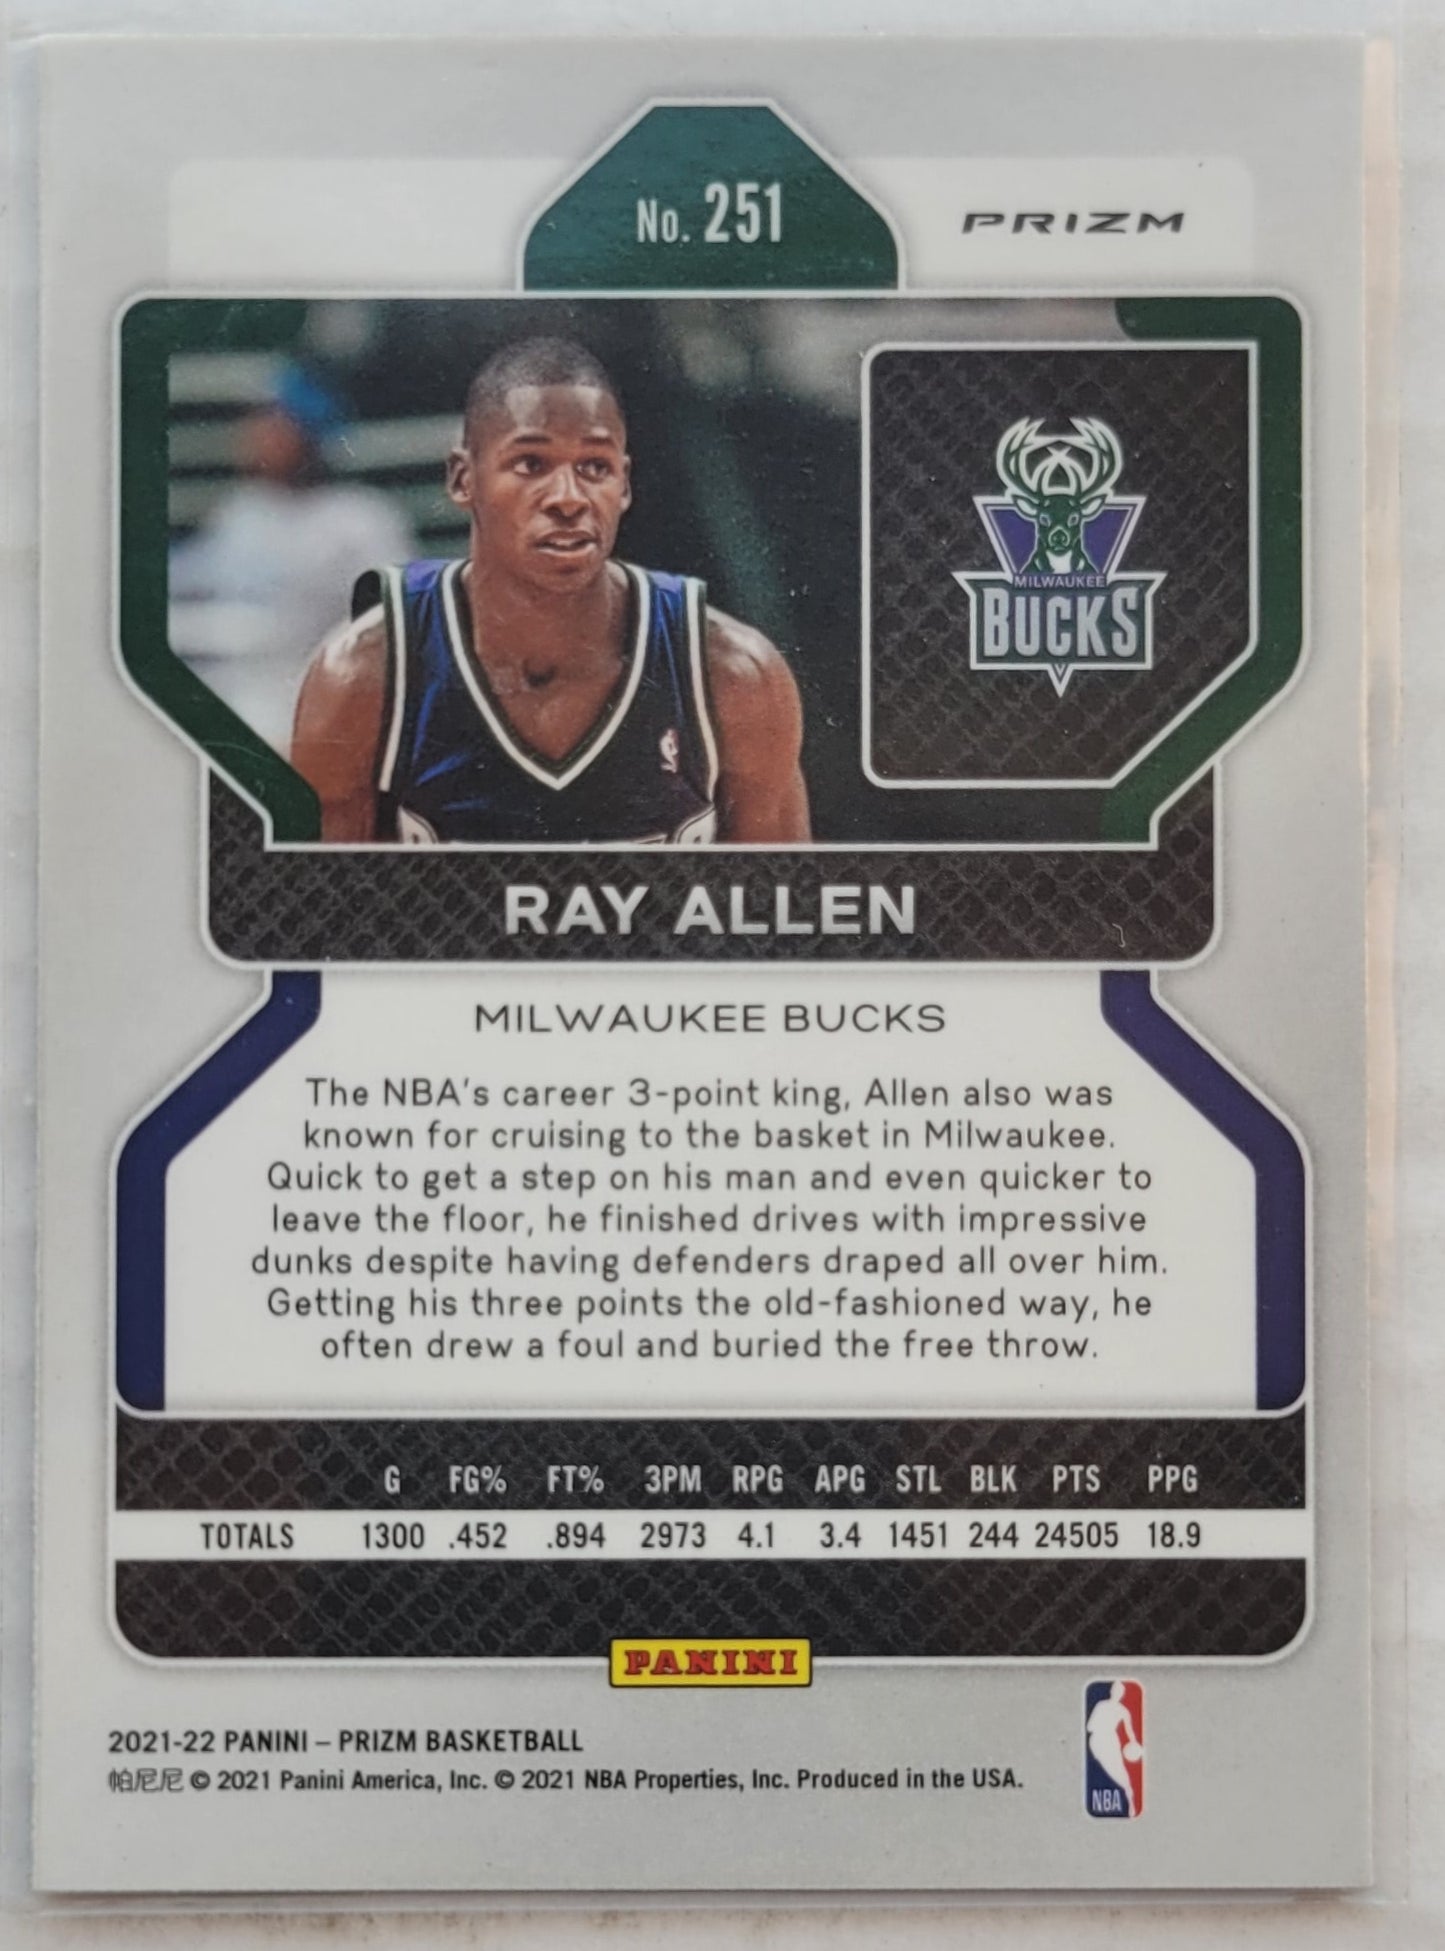 No. 251
PRIZM
MILWAUKEE
BUCKS
RAY ALLEN
MILWAUKEE BUCKS
The NBA's career 3-point king, Allen also was
known for cruising to the basket in Milwaukee.
Quick to get a step on his man and even quicker to
leave the floor, he finished drives with impressive
dunks despite having defenders draped all over him.
Getting his three points the old-fashioned way, he
often drew a foul and buried the free throw.
G FG% FT% 3PM RPG APG STL BLK PTS PPG
TOTALS 1300 .452 .894 2973 4.1 3.4 1451 244 24505 18.9
PANINI
2021-22 PANINI – PRIZM BASKETBALL
帕尼尼 © 2021 Panini America, Inc. © 2021 NBA Properties, Inc. Produced in the USA.
NBA